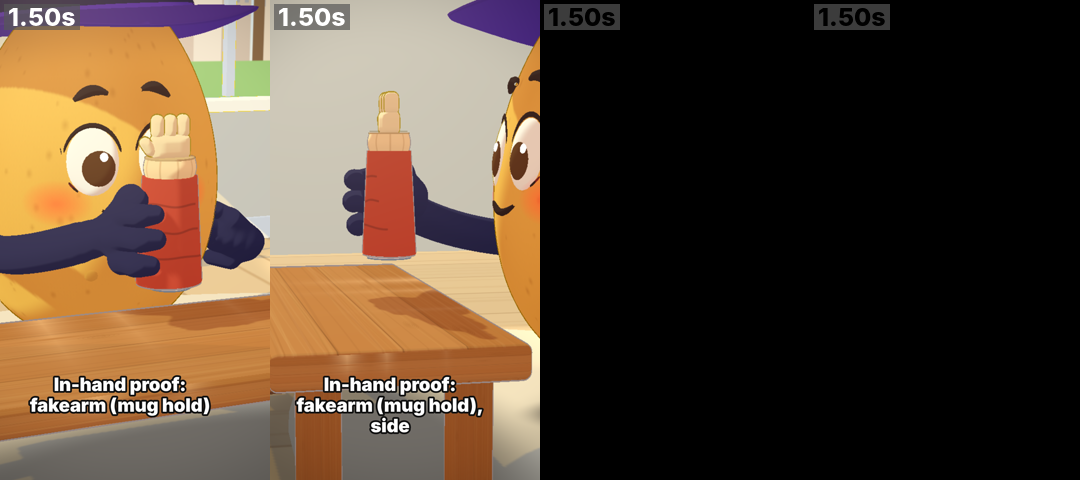 1.50s
1.50s
1.50s
1.50s
In-hand proof:
fakearm (mug hold)
In-hand proof:
fakearm (mug hold),
side